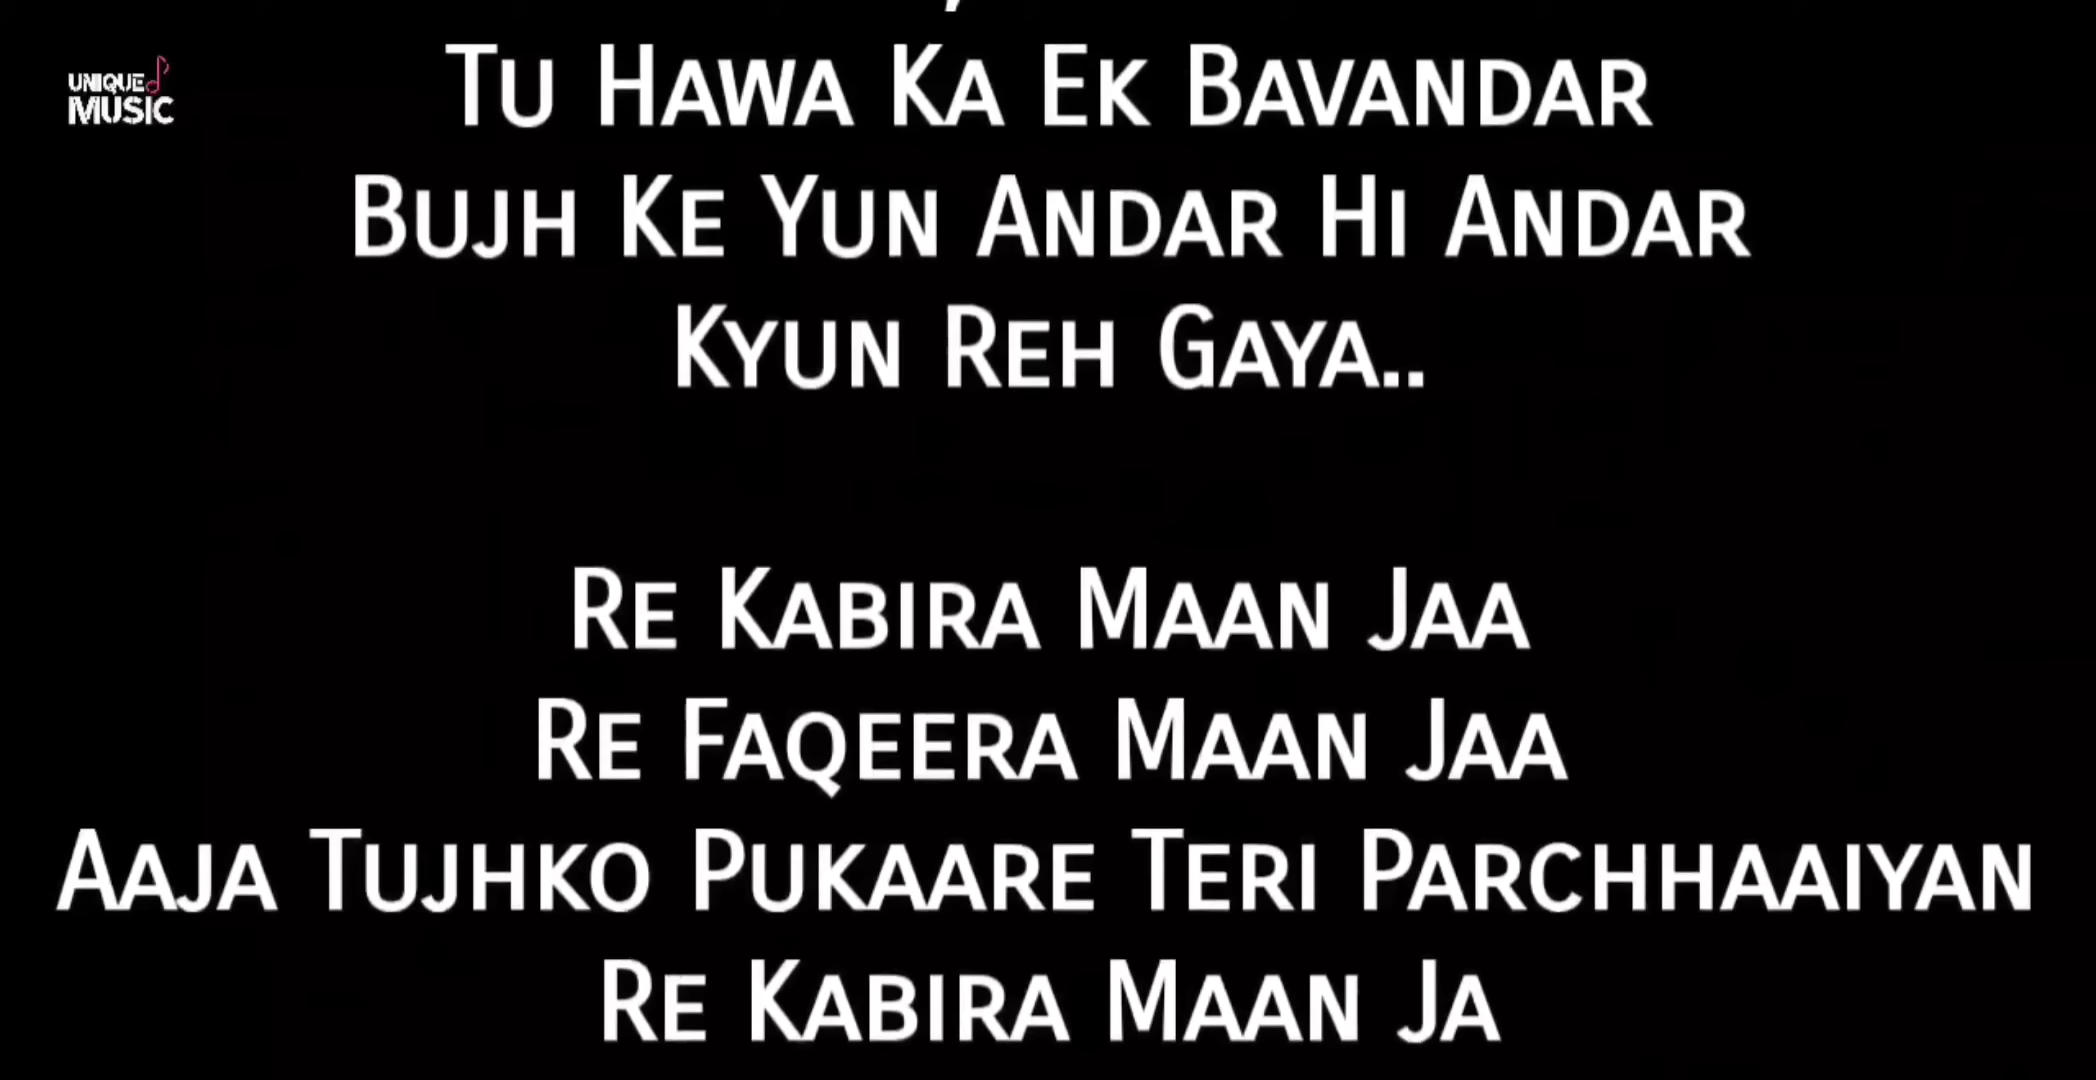 UNIQUE
MUSIC
Tu Hawa Ka Ek Bavandar
Bujh Ke Yun Andar Hi Andar
Kyun Reh Gaya..
Re Kabira Maan Jaa
Re Faqeera Maan Jaa
Aaja Tujhko Pukaare Teri Parchhaaiyan
Re Kabira Maan Ja